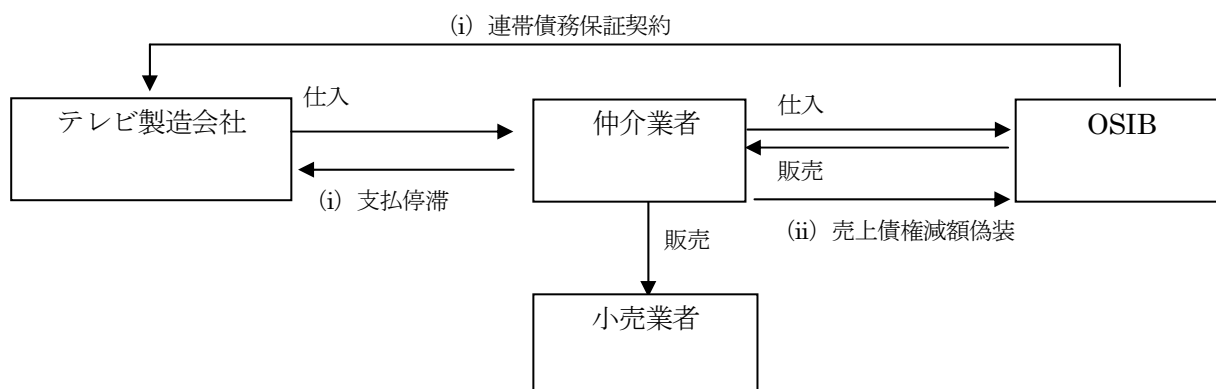 (i) 連帯債務保証契約
テレビ製造会社
仕入
仲介業者
仕入
OSIB
販売
(i) 支払停滞
(ii) 売上債権減額偽装
販売
小売業者